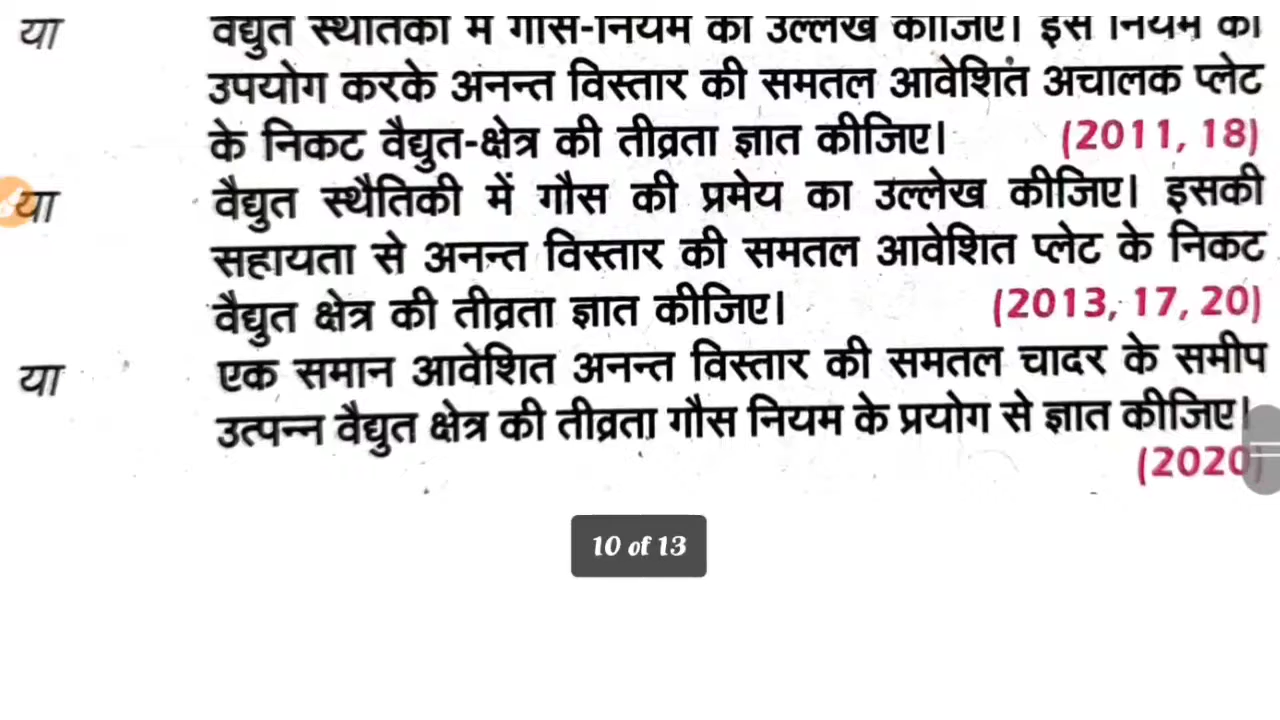 या वैद्युत स्थैतिकी में गौस-नियम का उल्लेख कीजिए। इस नियम का
उपयोग करके अनन्त विस्तार की समतल आवेशित अचालक प्लेट
के निकट वैद्युत-क्षेत्र की तीव्रता ज्ञात कीजिए। (2011, 18)
या वैद्युत स्थैतिकी में गौस की प्रमेय का उल्लेख कीजिए। इसकी
सहायता से अनन्त विस्तार की समतल आवेशित प्लेट के निकट
वैद्युत क्षेत्र की तीव्रता ज्ञात कीजिए। (2013, 17, 20)
या एक समान आवेशित अनन्त विस्तार की समतल चादर के समीप
उत्पन्न वैद्युत क्षेत्र की तीव्रता गौस नियम के प्रयोग से ज्ञात कीजिए।
(2020)
10 of 13